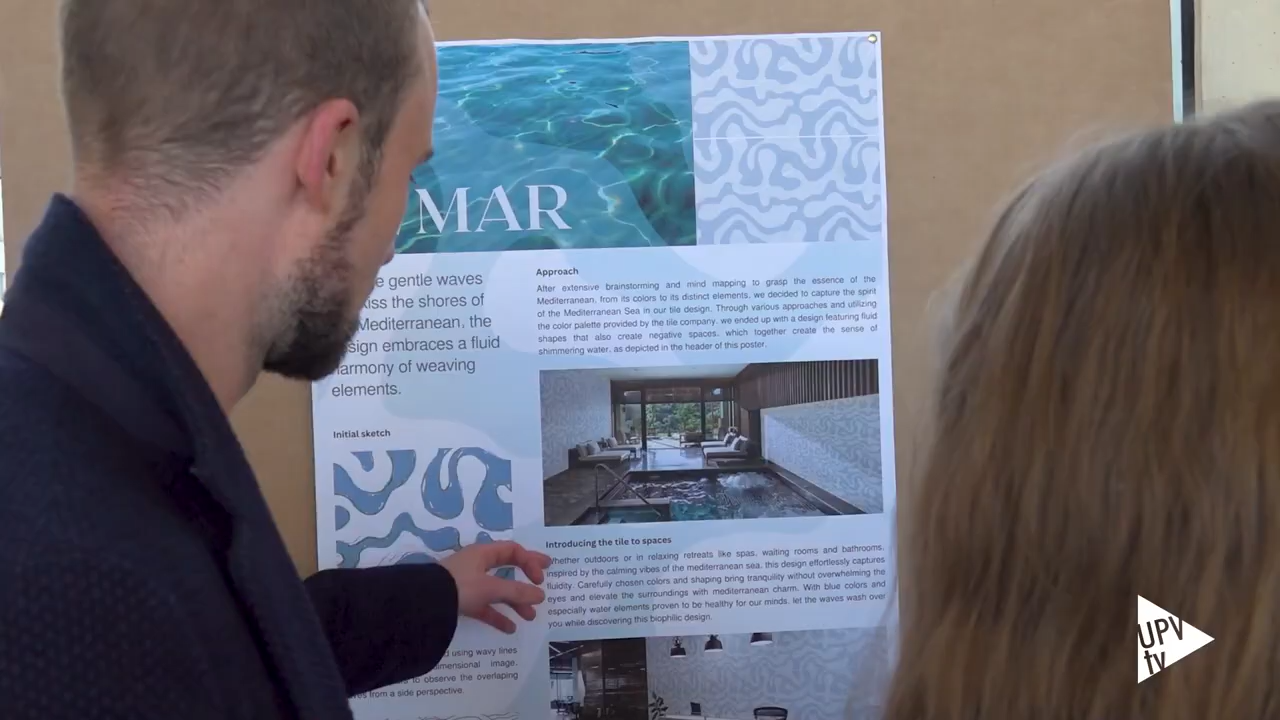 MAR
gentle waves
kiss the shores of
Mediterranean, the
embraces a fluid
harmony of weaving
elements.
Initial sketch
using wavy lines
to observe the overlaping
from a side perspective.
Approach
After extensive brainstorming and mind mapping to grasp the essence of the
Mediterranean, from its colors to its distinct elements, we decided to capture the spirit
of the Mediterranean Sea in our tile design. Through various approaches and utilizing
the color palette provided by the tile company, we ended up with a design featuring fluid
shapes that also create negative spaces, which together create the sense of
shimmering water, as depicted in the header of this poster.
Introducing the tile to spaces
Whether outdoors or in relaxing retreats like spas, waiting rooms and bathrooms,
inspired by the calming vibes of the mediterranean sea, this design effortlessly captures
fluidity. Carefully chosen colors and shaping bring tranquility without overwhelming the
eyes and elevate the surroundings with mediterranean charm. With blue colors and
especially water elements proven to be healthy for our minds, let the waves wash over
you while discovering this biophilic design.
UPV
tv